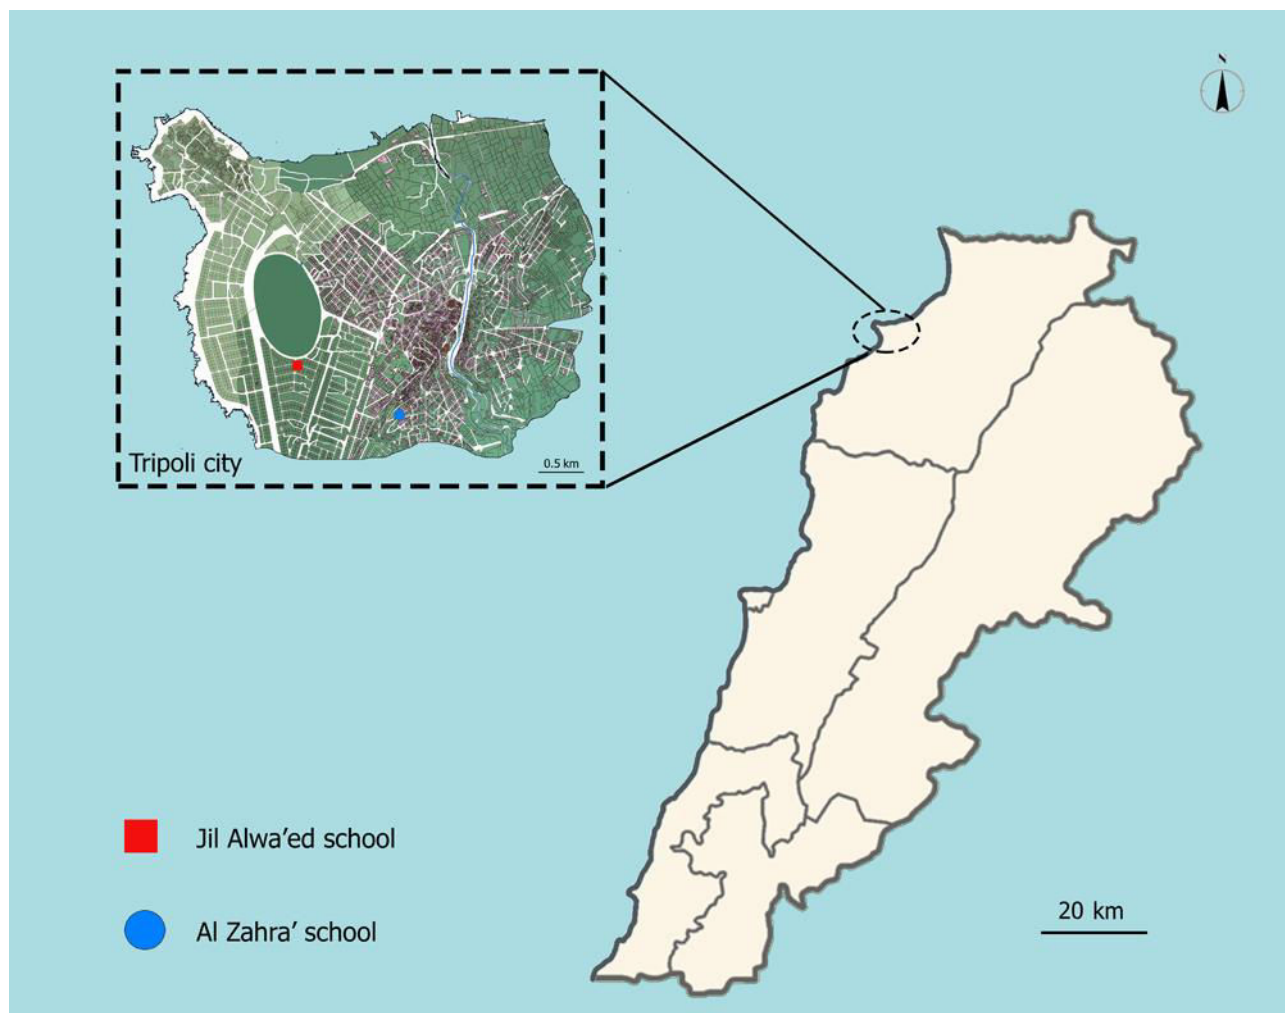 N
Tripoli city
0.5 km
Jil Alwa'ed school
Al Zahra’ school
20 km